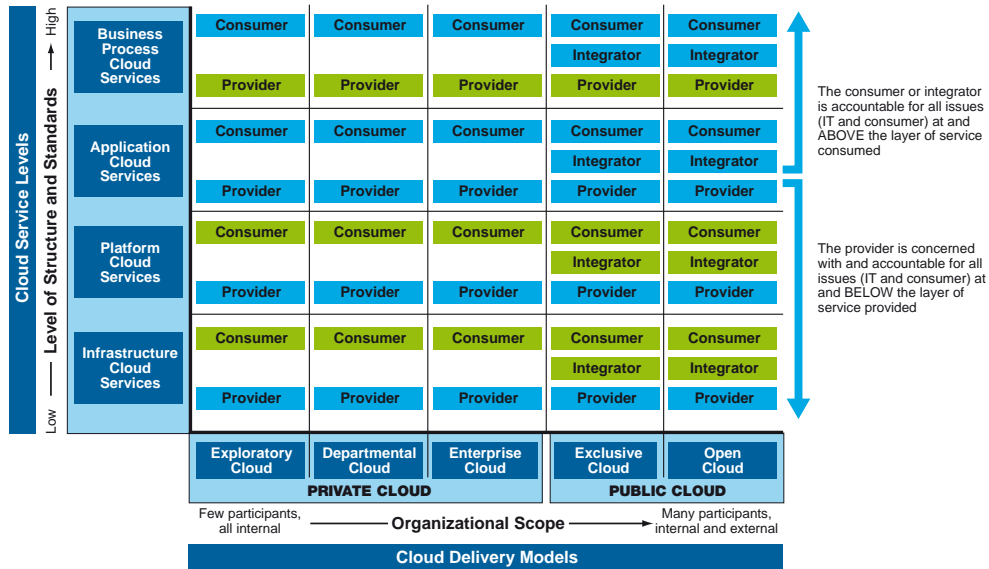 Cloud Service Levels
Low
Level of Structure and Standards
High
Business
Process
Cloud
Services
Consumer
Consumer
Consumer
Consumer
Consumer
Integrator
Integrator
Provider
Provider
Provider
Provider
Provider
Application
Cloud
Services
Consumer
Consumer
Consumer
Consumer
Consumer
Integrator
Integrator
Provider
Provider
Provider
Provider
Provider
Platform
Cloud
Services
Consumer
Consumer
Consumer
Consumer
Consumer
Integrator
Integrator
Provider
Provider
Provider
Provider
Provider
Infrastructure
Cloud
Services
Consumer
Consumer
Consumer
Consumer
Consumer
Integrator
Integrator
Provider
Provider
Provider
Provider
Provider
The consumer or integrator
is accountable for all issues
(IT and consumer) at and
ABOVE the layer of service
consumed
The provider is concerned
with and accountable for all
issues (IT and consumer) at
and BELOW the layer of
service provided
Exploratory
Cloud
Departmental
Cloud
Enterprise
Cloud
Exclusive
Cloud
Open
Cloud
PRIVATE CLOUD
PUBLIC CLOUD
Few participants,
all internal
Organizational Scope
Many participants,
internal and external
Cloud Delivery Models